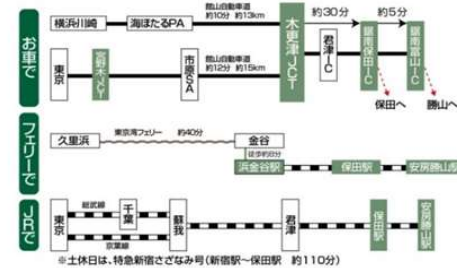 お車で
横浜川崎
海ほたるPA
館山自動車道
約10分 約13km
木更津JCT
約30分
君津IC
鋸南保田IC
約5分
鋸南富山IC
保田へ
勝山へ
東京
宮野木JCT
市原SA
館山自動車道
約12分 約15km
フェリーで
久里浜
東京湾フェリー 約40分
金谷
徒歩約8分
浜金谷駅
保田駅
安房勝山駅
JRで
東京
総武線
千葉
京葉線
蘇我
君津
保田駅
安房勝山駅
※土休日は、特急新宿さざなみ号(新宿駅～保田駅 約110分)